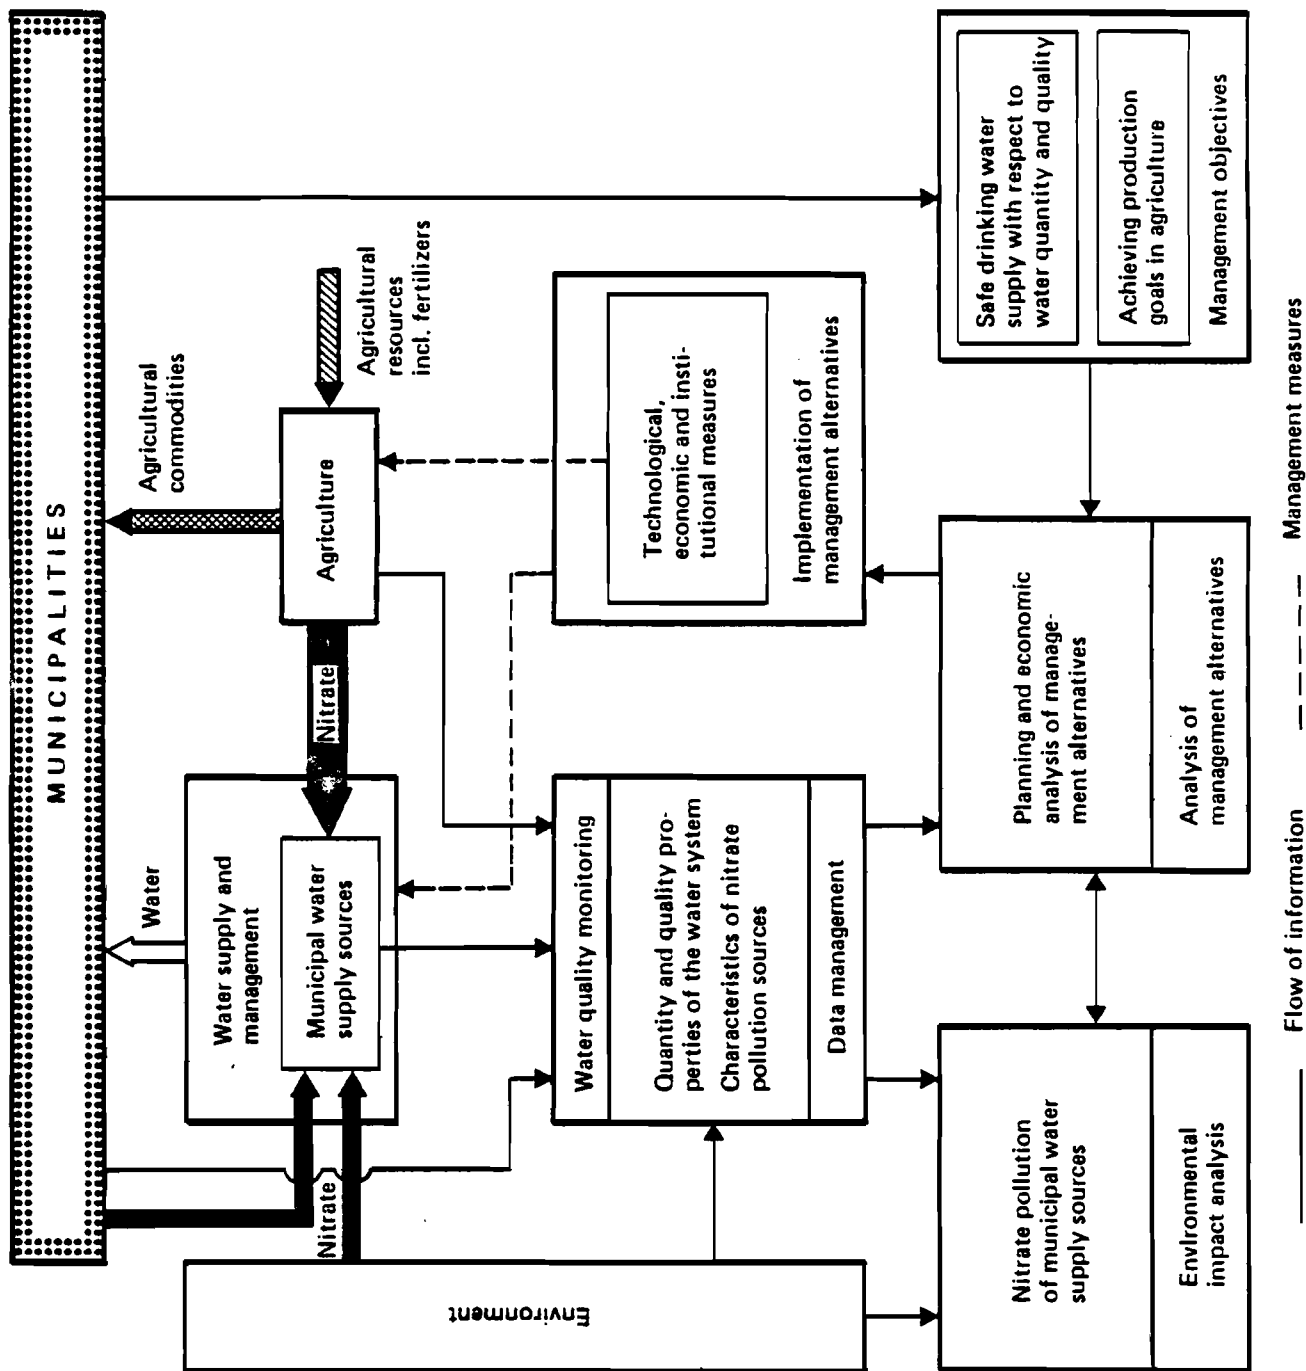 MUNICIPALITIES
Water
Agricultural
commodities
Water supply and
management
Municipal water
supply sources
Nitrate
Agriculture
Agricultural
resources
incl. fertilizers
Nitrate
Environment
Water quality monitoring
Quantity and quality pro-
perties of the water system
Characteristics of nitrate
pollution sources
Data management
Technological,
economic and insti-
tutional measures
Implementation of
management alternatives
Nitrate pollution
of municipal water
supply sources
Environmental
impact analysis
Planning and economic
analysis of manage-
ment alternatives
Analysis of
management alternatives
Safe drinking water
supply with respect to
water quantity and quality
Achieving production
goals in agriculture
Management objectives
Flow of information
Management measures